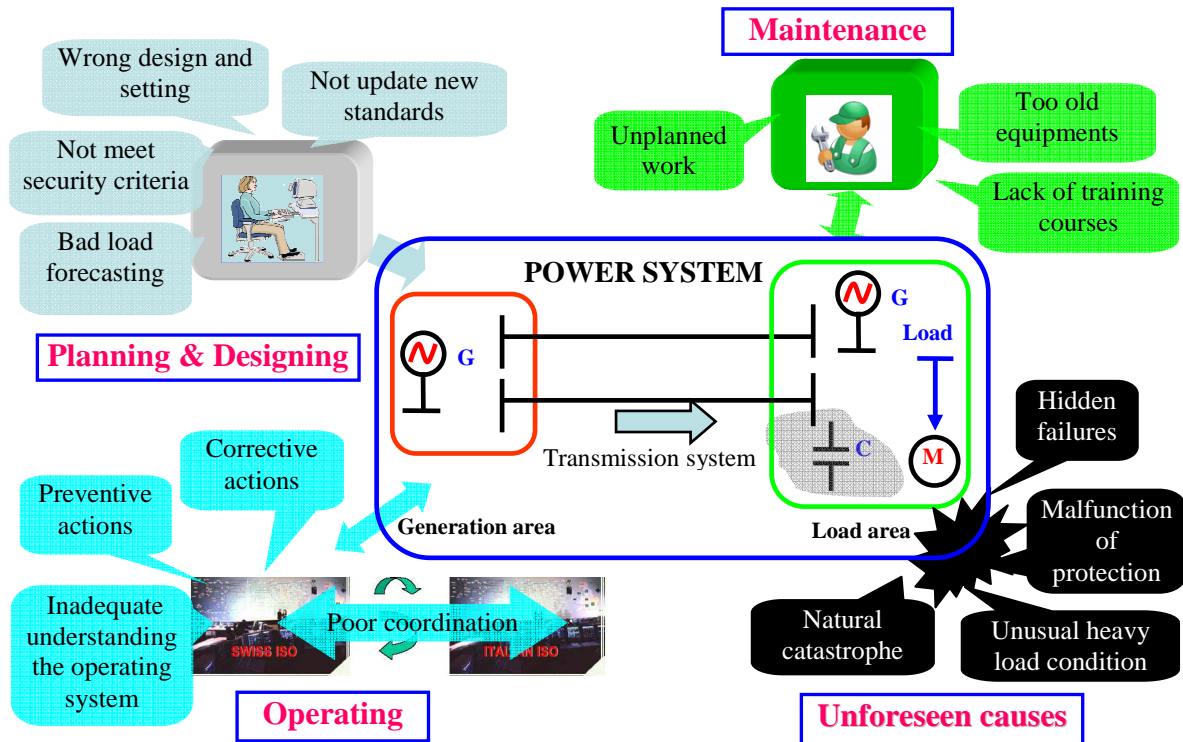 Maintenance
Wrong design and
setting
Not update new
standards
Not meet
security criteria
Bad load
forecasting
Planning & Designing
Unplanned
work
Too old
equipments
Lack of training
courses
POWER SYSTEM
G
G
Load
C
M
Transmission system
Generation area
Load area
Corrective
actions
Preventive
actions
Inadequate
understanding
the operating
system
Poor coordination
SWISS ISO
ITALIAN ISO
Operating
Hidden
failures
Malfunction
of
protection
Natural
catastrophe
Unusual heavy
load condition
Unforeseen causes